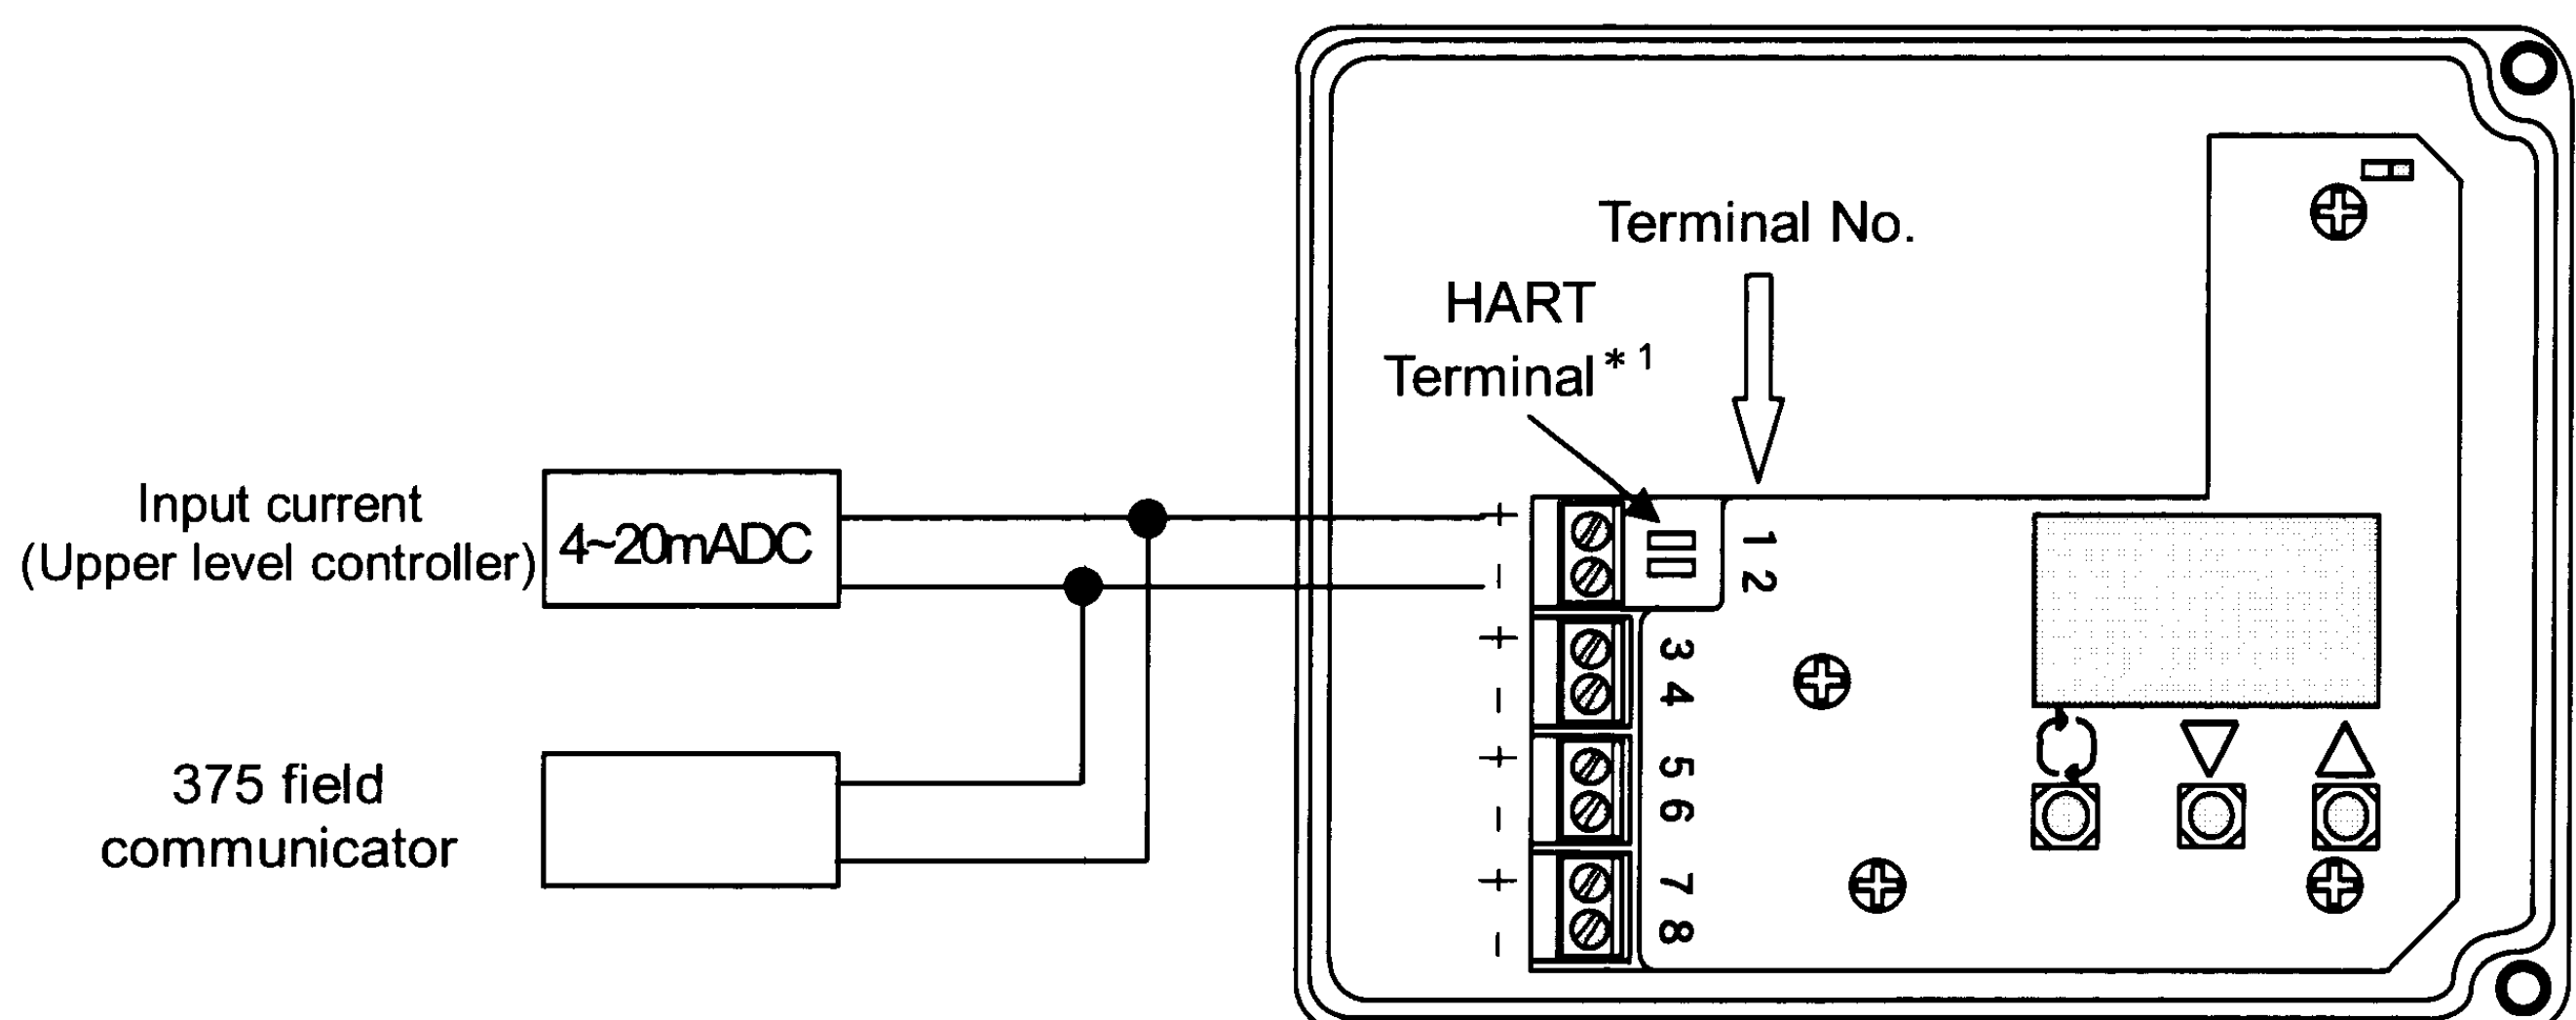 Terminal No.
HART
Terminal*1
Input current
(Upper level controller)
4~20mADC
375 field
communicator
+
−
+
−
+
−
+
−
1 2
3 4
5 6
7 8